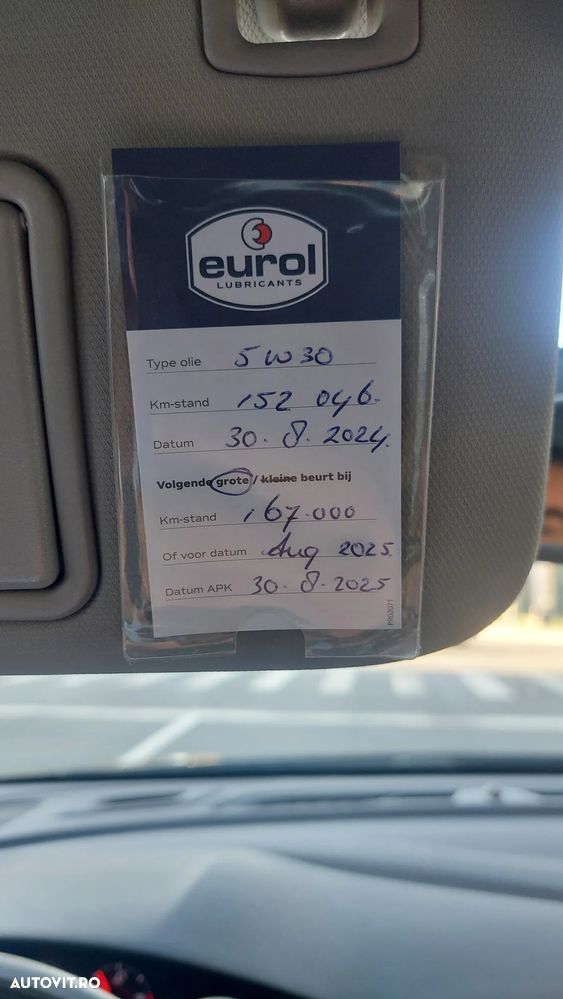 eurol
LUBRICANTS
Type olie 5W30
Km-stand 152 046.
Datum 30.8.2024.
Volgende grote / kleine beurt bij
Km-stand 167.000
Of voor datum Aug 2025
Datum APK 30.8.2025
PR02071
AUTOVIT.RO